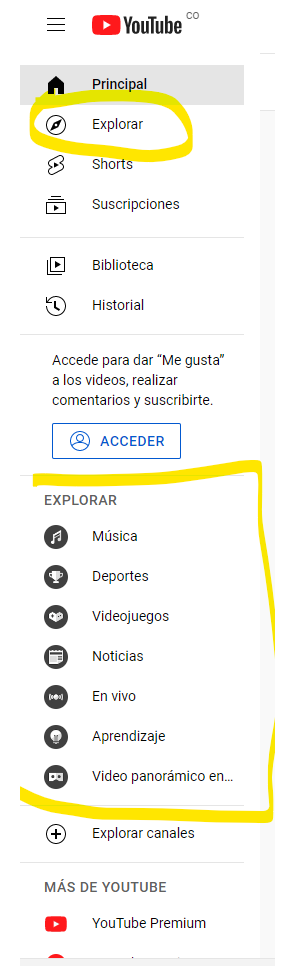 YouTube CO
Principal
Explorar
Shorts
Suscripciones
Biblioteca
Historial
Accede para dar “Me gusta”
a los videos, realizar
comentarios y suscribirte.
ACCEDER
EXPLORAR
Música
Deportes
Videojuegos
Noticias
En vivo
Aprendizaje
Video panorámico en...
Explorar canales
MÁS DE YOUTUBE
YouTube Premium